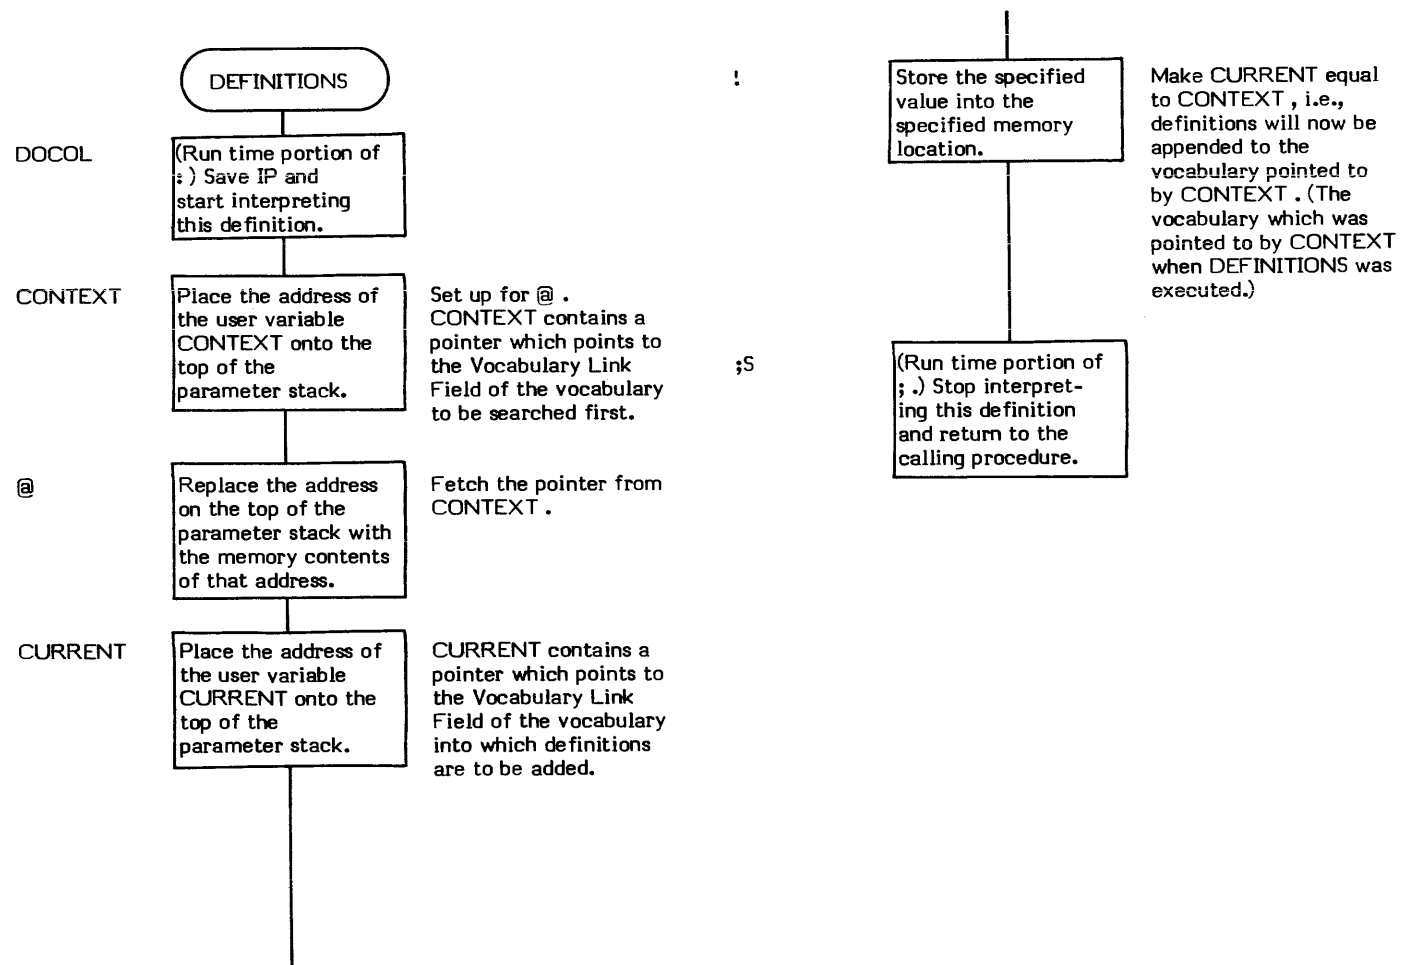 DEFINITIONS
DOCOL
(Run time portion of
: ) Save IP and
start interpreting
this definition.
CONTEXT
Place the address of
the user variable
CONTEXT onto the
top of the
parameter stack.
Set up for @ .
CONTEXT contains a
pointer which points to
the Vocabulary Link
Field of the vocabulary
to be searched first.
@
Replace the address
on the top of the
parameter stack with
the memory contents
of that address.
Fetch the pointer from
CONTEXT .
CURRENT
Place the address of
the user variable
CURRENT onto the
top of the
parameter stack.
CURRENT contains a
pointer which points to
the Vocabulary Link
Field of the vocabulary
into which definitions
are to be added.
!
Store the specified
value into the
specified memory
location.
Make CURRENT equal
to CONTEXT , i.e.,
definitions will now be
appended to the
vocabulary pointed to
by CONTEXT . (The
vocabulary which was
pointed to by CONTEXT
when DEFINITIONS was
executed.)
;S
(Run time portion of
; .) Stop interpret-
ing this definition
and return to the
calling procedure.